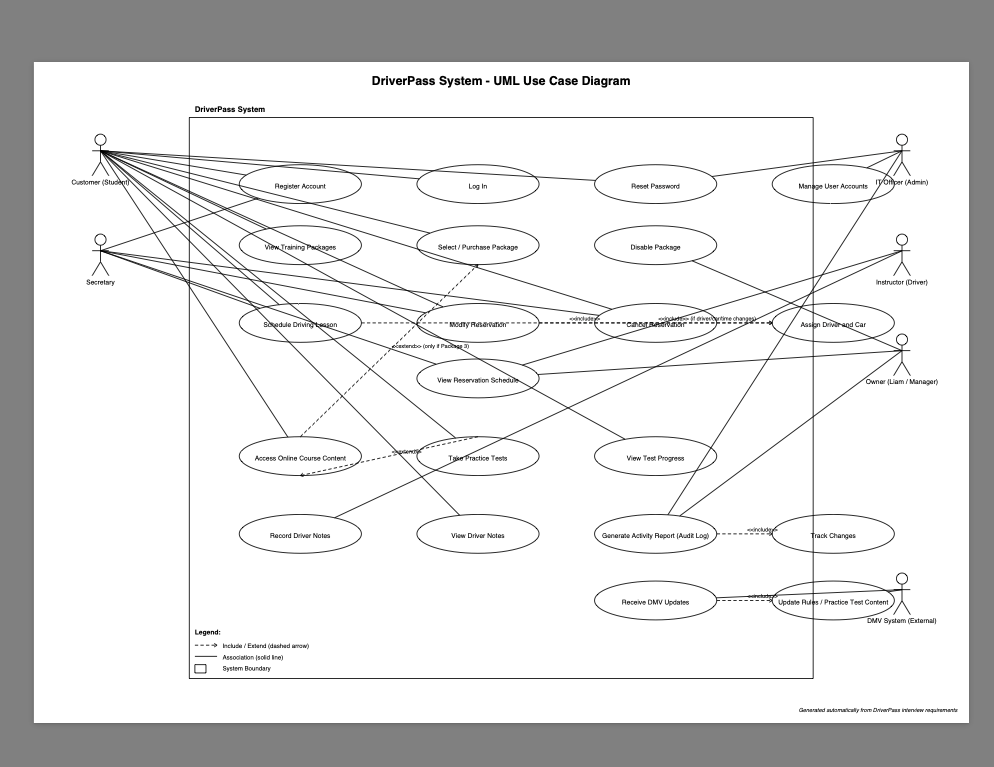 DriverPass System - UML Use Case Diagram
DriverPass System
Customer (Student)
Register Account
Log In
Reset Password
Manage User Accounts
IT Officer (Admin)
View Training Packages
Select / Purchase Package
Disable Package
Secretary
Instructor (Driver)
Schedule Driving Lesson
Modify Reservation
<<include>>
Cancel Reservation
<<include>> (if driver/car/time changes)
Assign Driver and Car
<<extend>> (only if Package 3)
View Reservation Schedule
Owner (Liam / Manager)
Access Online Course Content
<<extend>>
Take Practice Tests
View Test Progress
Record Driver Notes
View Driver Notes
Generate Activity Report (Audit Log)
<<include>>
Track Changes
Receive DMV Updates
<<include>>
Update Rules / Practice Test Content
DMV System (External)
Legend:
Include / Extend (dashed arrow)
Association (solid line)
System Boundary
Generated automatically from DriverPass interview requirements